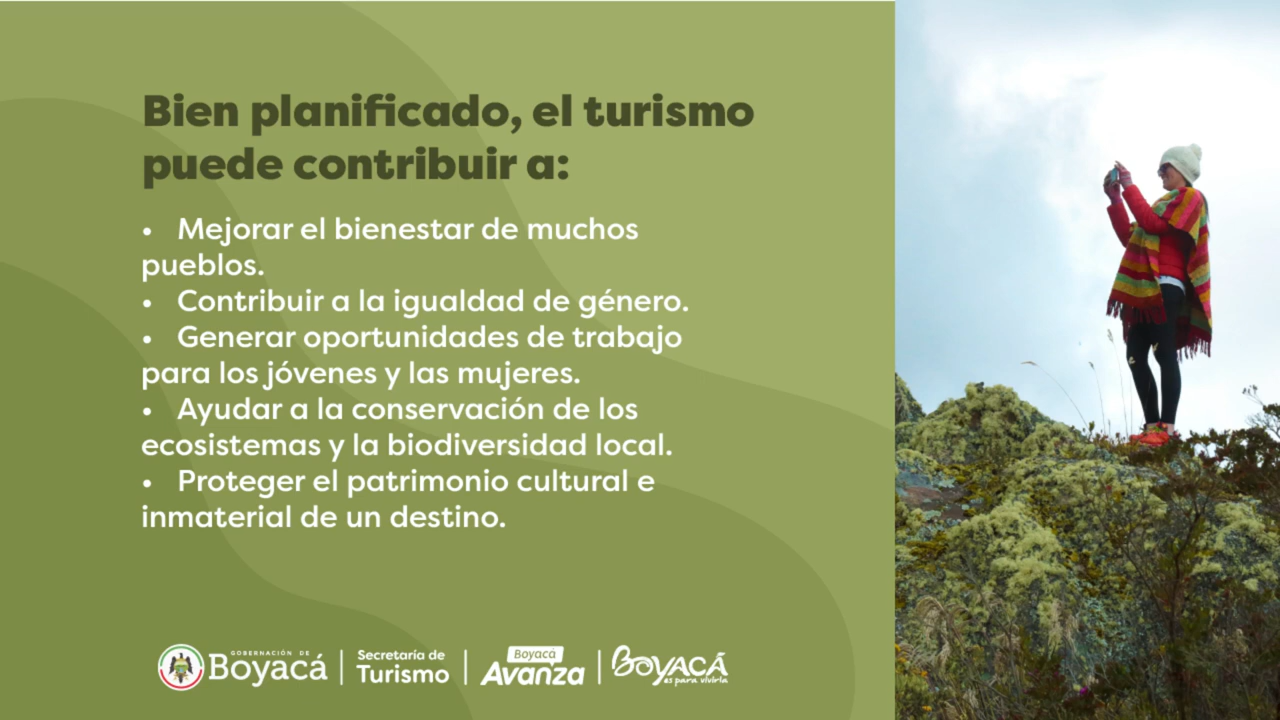 Bien planificado, el turismo
puede contribuir a:
• Mejorar el bienestar de muchos
pueblos.
• Contribuir a la igualdad de género.
• Generar oportunidades de trabajo
para los jóvenes y las mujeres.
• Ayudar a la conservación de los
ecosistemas y la biodiversidad local.
• Proteger el patrimonio cultural e
inmaterial de un destino.
GOBERNACIÓN DE
Boyacá
Secretaría de
Turismo
Boyacá
Avanza
BOYACÁ
es para vivirla